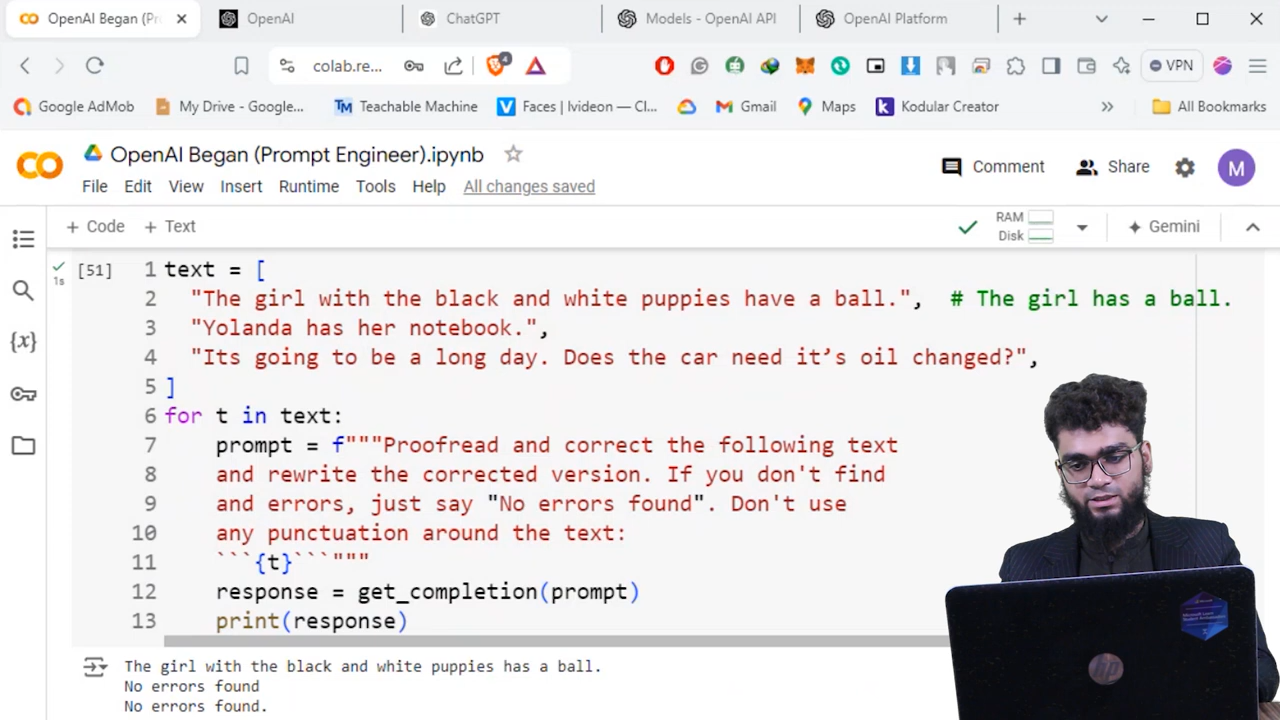 OpenAI Began (Pr
OpenAI
ChatGPT
Models - OpenAI API
OpenAI Platform
colab.re...
4
VPN
Google AdMob
My Drive - Google...
TM Teachable Machine
Faces | Ivideon — Cl...
Gmail
Maps
Kodular Creator
»
All Bookmarks
OpenAI Began (Prompt Engineer).ipynb
Comment
Share
M
File Edit View Insert Runtime Tools Help All changes saved
+ Code + Text
RAM
Disk
Gemini
[51]
1s
1 text = [
2 "The girl with the black and white puppies have a ball.", # The girl has a ball.
3 "Yolanda has her notebook.",
4 "Its going to be a long day. Does the car need it’s oil changed?",
5 ]
6 for t in text:
7 prompt = f"""Proofread and correct the following text
8 and rewrite the corrected version. If you don't find
9 and errors, just say "No errors found". Don't use
10 any punctuation around the text:
11 ```{t}```"""
12 response = get_completion(prompt)
13 print(response)
{x}
The girl with the black and white puppies has a ball.
No errors found
No errors found.
hp